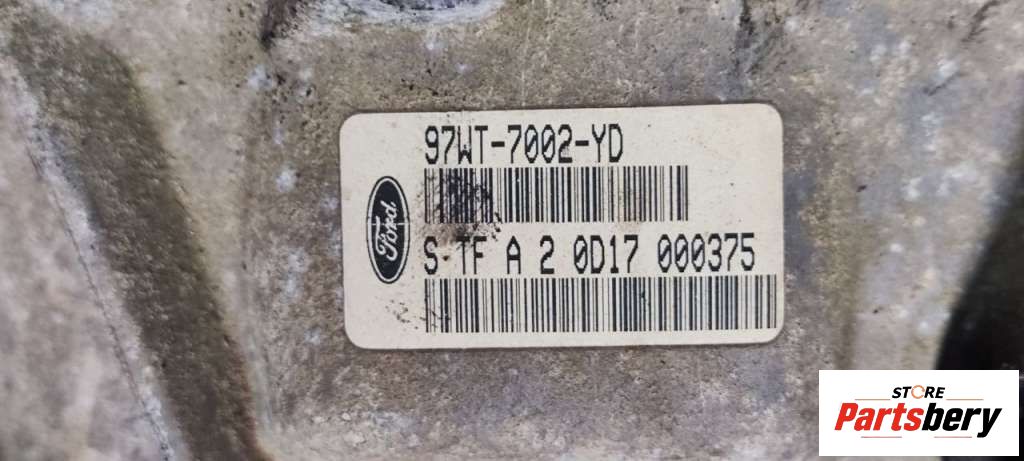 97WT-7002-YD
Ford
S TF A 2 0D17 000375
STORE
Partsbery